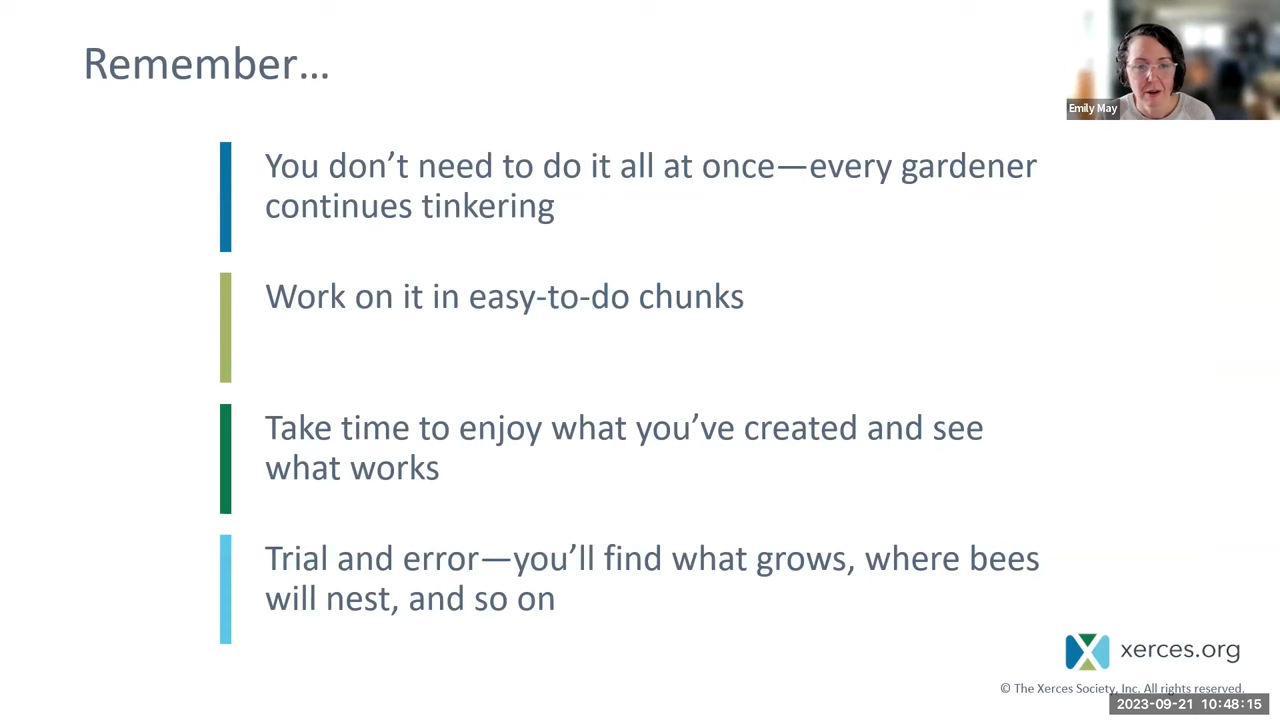 Remember…
Emily May
You don’t need to do it all at once—every gardener
continues tinkering
Work on it in easy-to-do chunks
Take time to enjoy what you’ve created and see
what works
Trial and error—you’ll find what grows, where bees
will nest, and so on
xerces.org
© The Xerces Society, Inc. All rights reserved.
2023-09-21 10:48:15